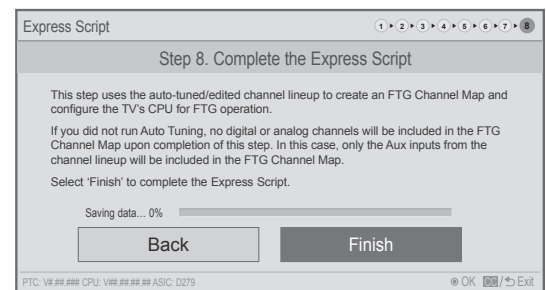 Express Script
1 ▸ 2 ▸ 3 ▸ 4 ▸ 5 ▸ 6 ▸ 7 ▸ 8
Step 8. Complete the Express Script
This step uses the auto-tuned/edited channel lineup to create an FTG Channel Map and
configure the TV's CPU for FTG operation.
If you did not run Auto Tuning, no digital or analog channels will be included in the FTG
Channel Map upon completion of this step. In this case, only the Aux inputs from the
channel lineup will be included in the FTG Channel Map.
Select 'Finish' to complete the Express Script.
Saving data... 0%
Back
Finish
PTC: V#.##.### CPU: V##.##.##.## ASIC: D279
OK CC / Exit